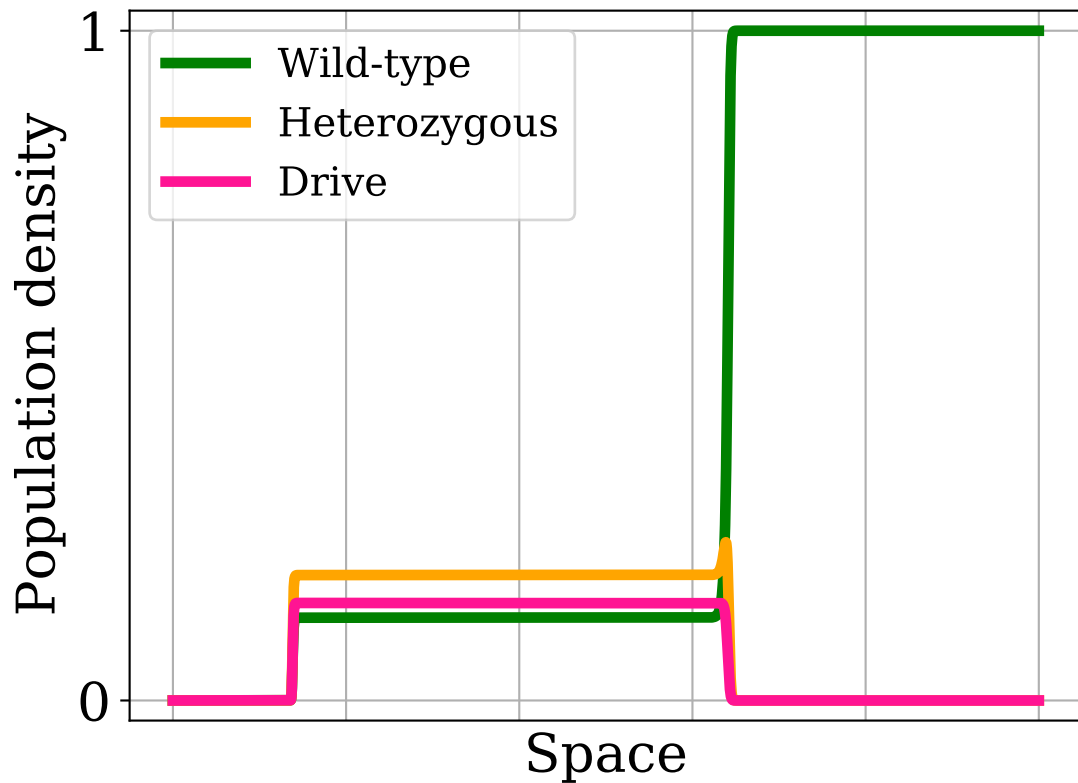 1
Wild-type
Heterozygous
Drive
Population density
0
Space